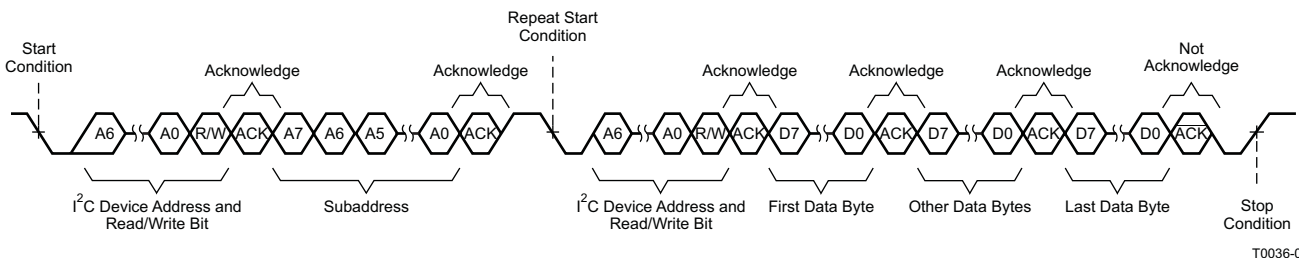 Repeat Start
Condition
Start
Condition
Not
Acknowledge
Acknowledge
Acknowledge
Acknowledge
Acknowledge
Acknowledge
A6 A0 R/W ACK A7 A6 A5 A0 ACK A6 A0 R/W ACK D7 D0 ACK D7 D0 ACK D7 D0 ACK
I2C Device Address and
Read/Write Bit
Subaddress
I2C Device Address and
Read/Write Bit
First Data Byte
Other Data Bytes
Last Data Byte
Stop
Condition